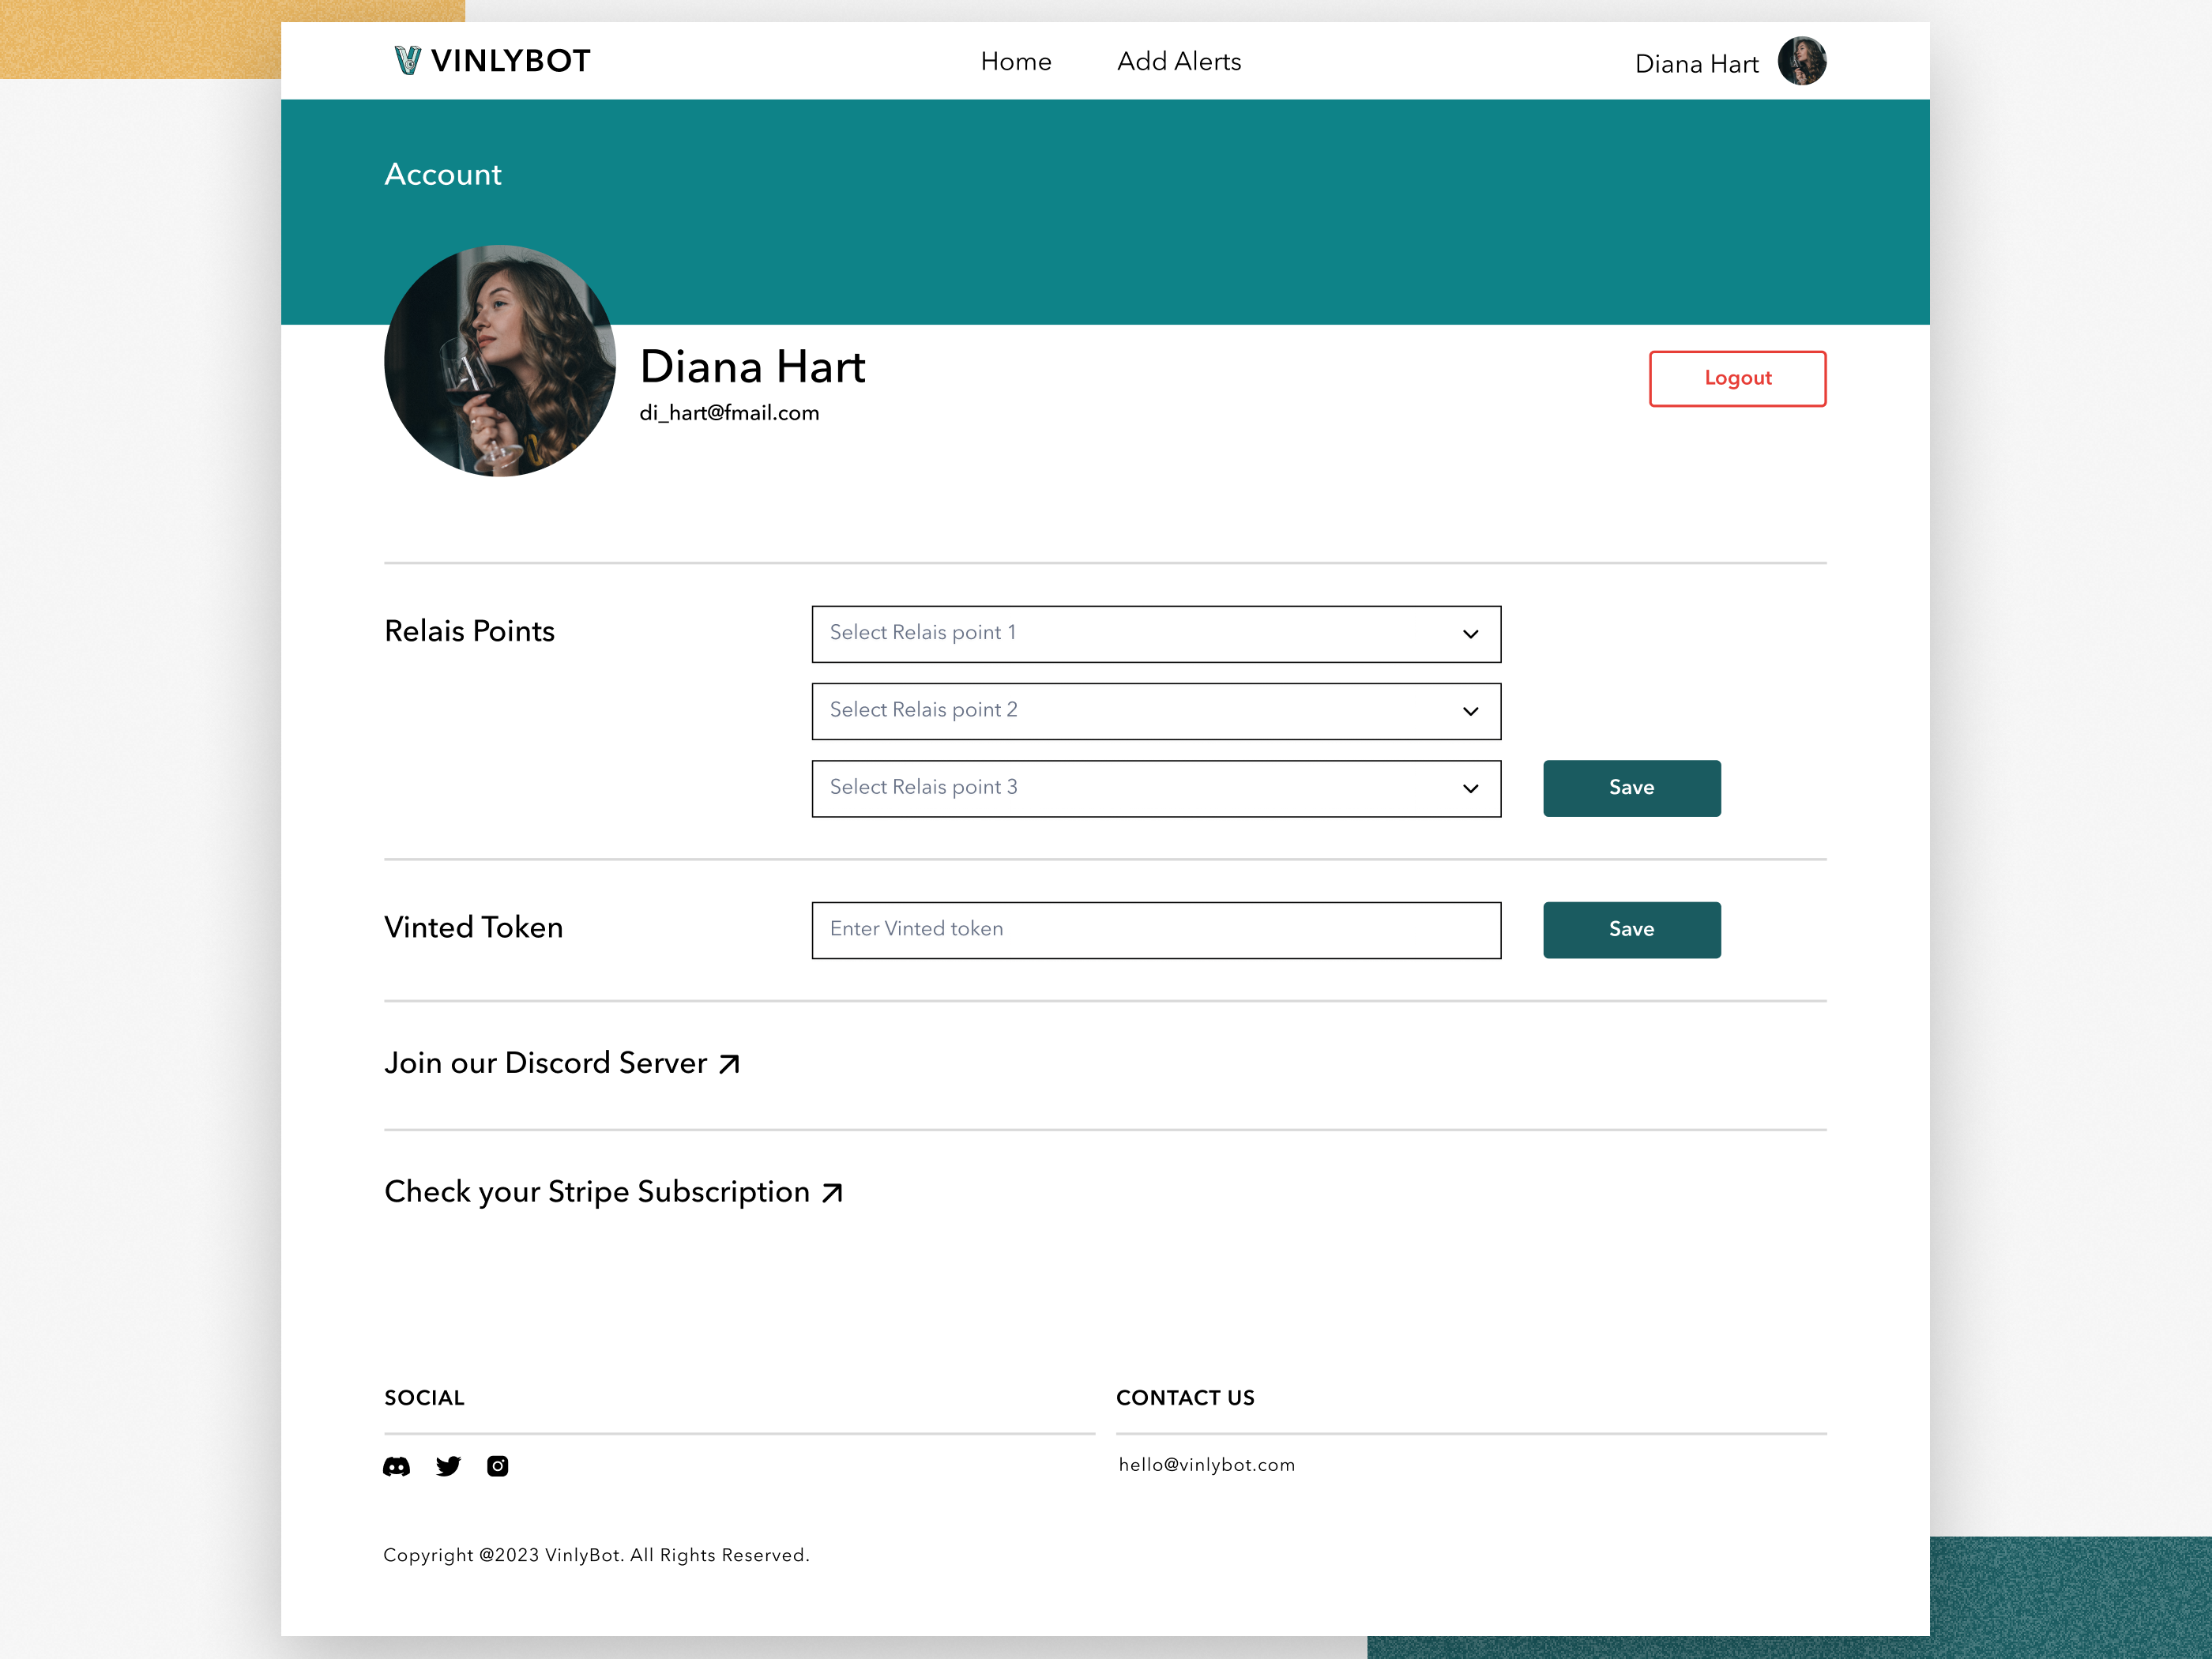 VINLYBOT
Home
Add Alerts
Diana Hart
Account
Diana Hart
di_hart@fmail.com
Logout
Relais Points
Select Relais point 1
Select Relais point 2
Select Relais point 3
Save
Vinted Token
Enter Vinted token
Save
Join our Discord Server
Check your Stripe Subscription
SOCIAL
CONTACT US
hello@vinlybot.com
Copyright @2023 VinlyBot. All Rights Reserved.